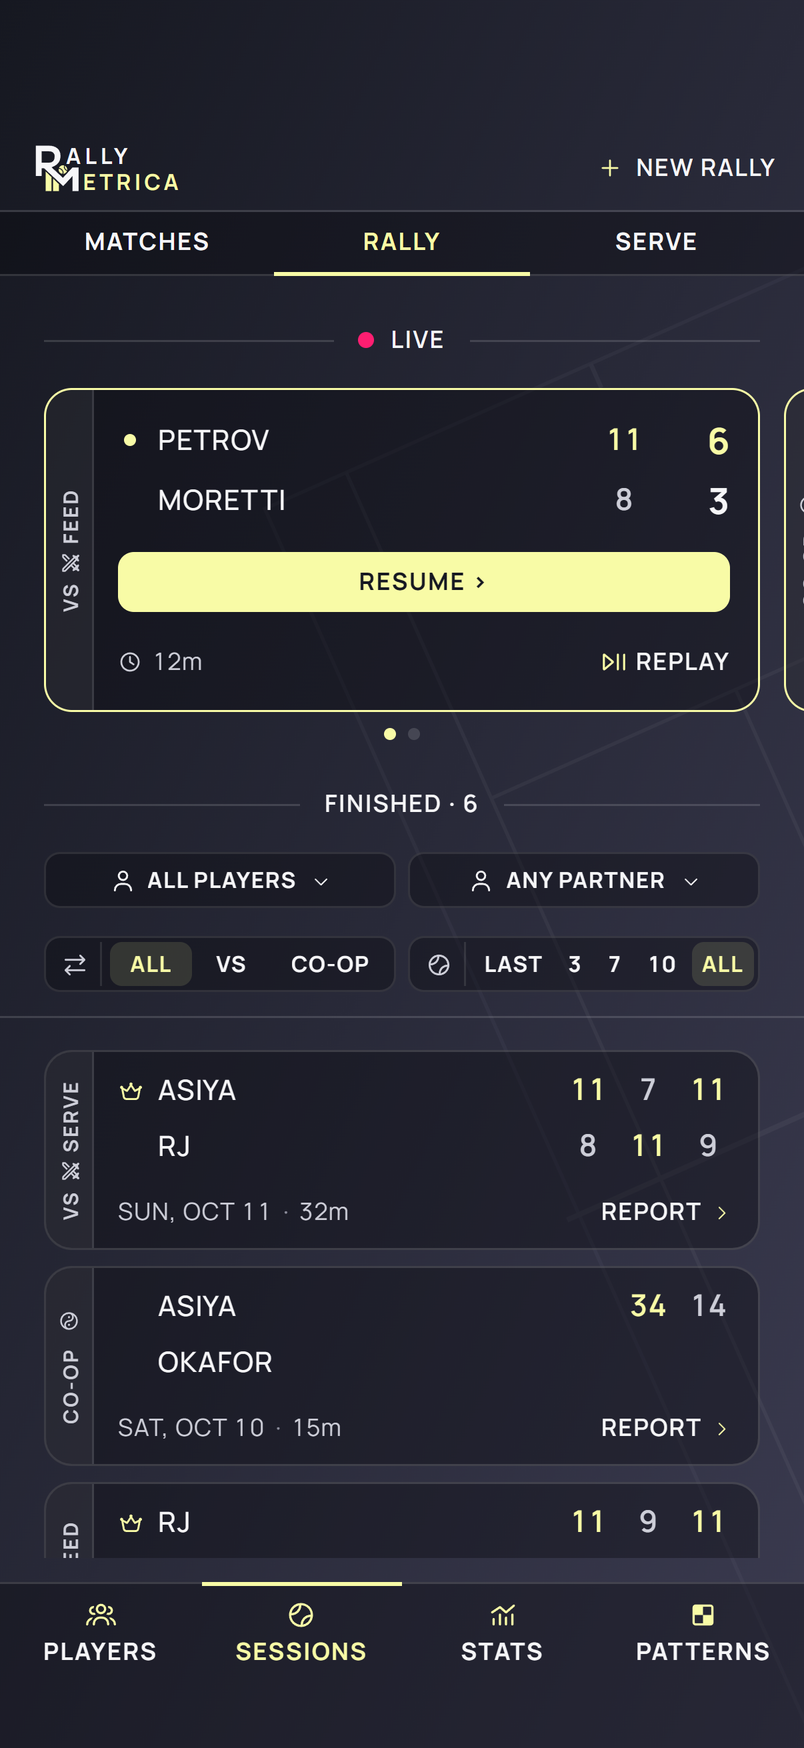 RALLY
METRICA
+ NEW RALLY
MATCHES RALLY SERVE
LIVE
VS FEED
PETROV 11 6
MORETTI 8 3
RESUME ›
12m REPLAY
FINISHED · 6
ALL PLAYERS ANY PARTNER
ALL VS CO-OP LAST 3 7 10 ALL
VS SERVE
ASIYA 11 7 11
RJ 8 11 9
SUN, OCT 11 · 32m REPORT ›
CO-OP
ASIYA 34 14
OKAFOR
SAT, OCT 10 · 15m REPORT ›
RJ 11 9 11
PLAYERS SESSIONS STATS PATTERNS